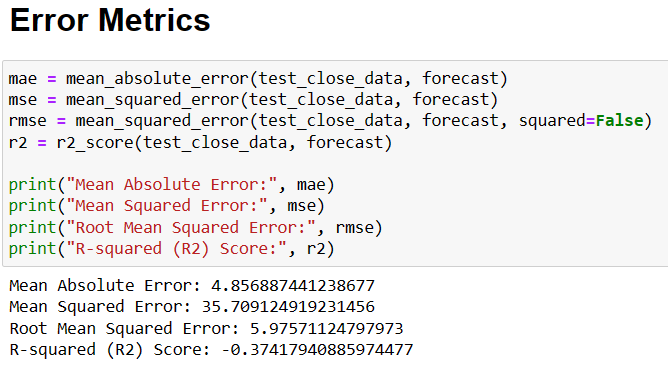 Error Metrics
mae = mean_absolute_error(test_close_data, forecast)
mse = mean_squared_error(test_close_data, forecast)
rmse = mean_squared_error(test_close_data, forecast, squared=False)
r2 = r2_score(test_close_data, forecast)
print("Mean Absolute Error:", mae)
print("Mean Squared Error:", mse)
print("Root Mean Squared Error:", rmse)
print("R-squared (R2) Score:", r2)
Mean Absolute Error: 4.856887441238677
Mean Squared Error: 35.709124919231456
Root Mean Squared Error: 5.97571124797973
R-squared (R2) Score: -0.37417940885974477